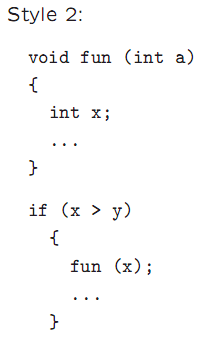 Style 2:
void fun (int a)
{
  int x;
  ...
}
if (x > y)
  {
    fun (x);
    ...
  }